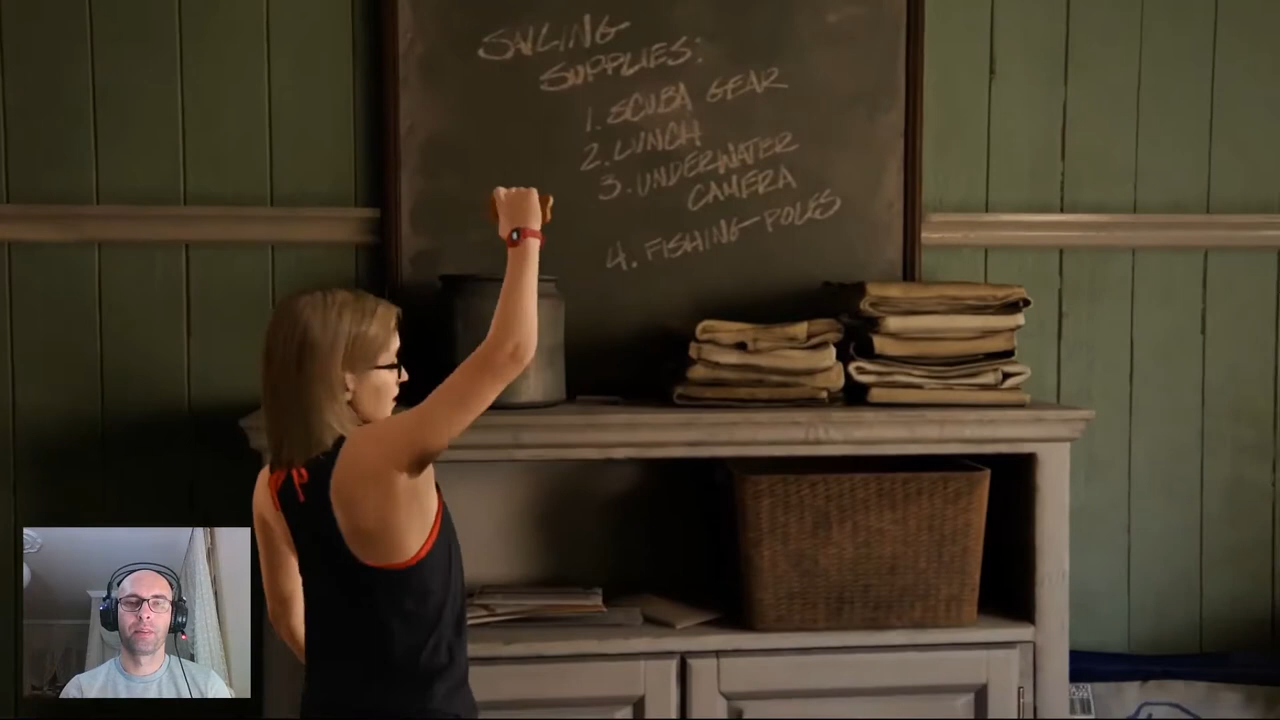 SAILING
SUPPLIES:
1. SCUBA GEAR
2. LUNCH
3. UNDERWATER
CAMERA
4. FISHING POLES